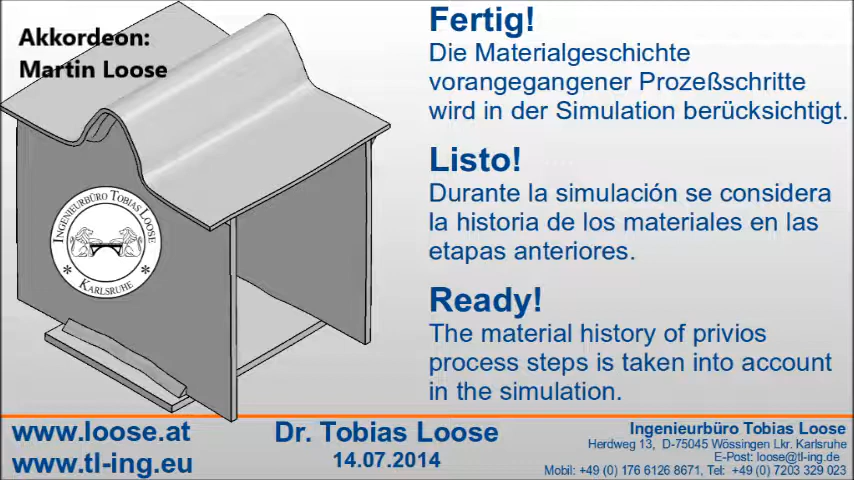 Akkordeon:
Martin Loose
INGENIEURBÜRO TOBIAS LOOSE
* KARLSRUHE *
Fertig!
Die Materialgeschichte
vorangegangener Prozeßschritte
wird in der Simulation berücksichtigt.
Listo!
Durante la simulación se considera
la historia de los materiales en las
etapas anteriores.
Ready!
The material history of privios
process steps is taken into account
in the simulation.
www.loose.at
www.tl-ing.eu
Dr. Tobias Loose
14.07.2014
Ingenieurbüro Tobias Loose
Herdweg 13, D-75045 Wössingen Lkr. Karlsruhe
E-Post: loose@tl-ing.de
Mobil: +49 (0) 176 6126 8671, Tel: +49 (0) 7203 329 023